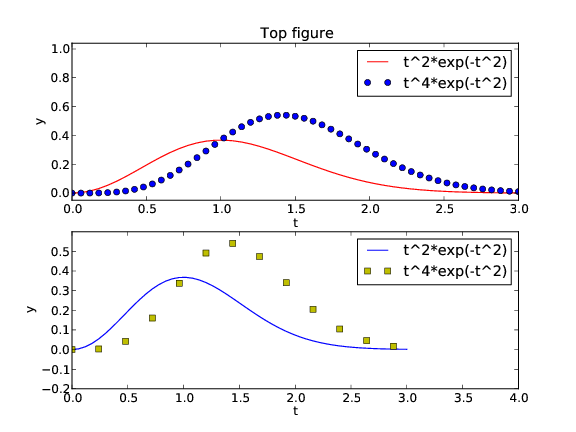 Top figure
1.0
0.8
0.6
0.4
0.2
0.0
y
t^2*exp(-t^2)
t^4*exp(-t^2)
0.0 0.5 1.0 1.5 2.0 2.5 3.0
t
0.5
0.4
0.3
0.2
0.1
0.0
−0.1
−0.2
y
t^2*exp(-t^2)
t^4*exp(-t^2)
0.0 0.5 1.0 1.5 2.0 2.5 3.0 3.5 4.0
t